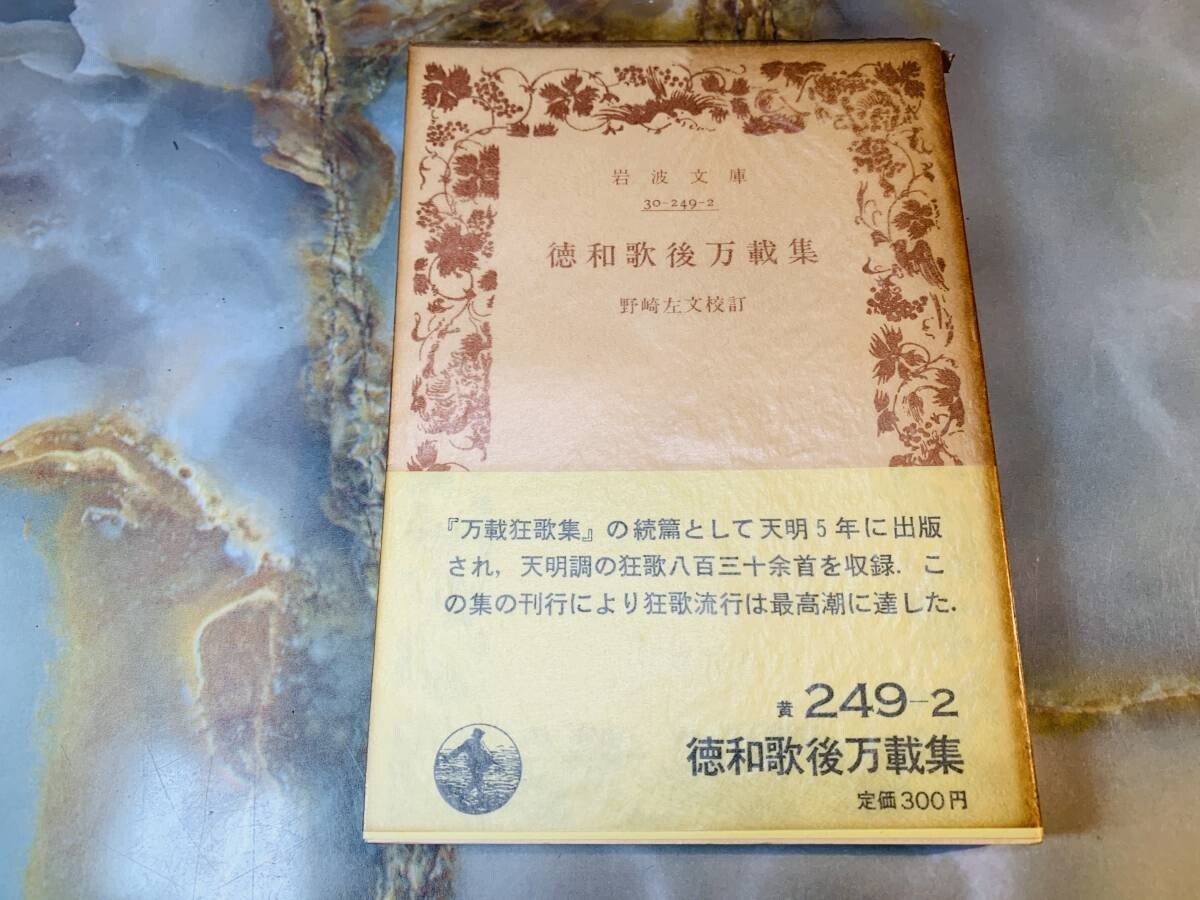 岩波文庫
30-249-2
徳和歌後万載集
野崎左文校訂
『万載狂歌集』の続篇として天明5年に出版
され，天明調の狂歌八百三十余首を収録．こ
の集の刊行により狂歌流行は最高潮に達した．
黄 249-2
徳和歌後万載集
定価300円